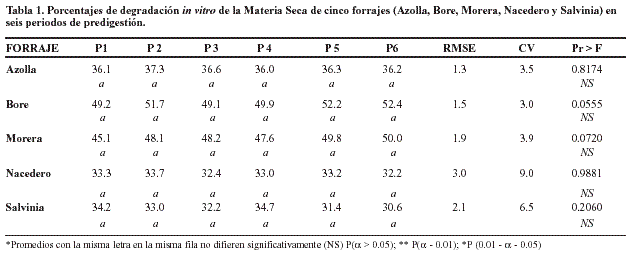 Tabla 1. Porcentajes de degradación in vitro de la Materia Seca de cinco forrajes (Azolla, Bore, Morera, Nacedero y Salvinia) en
seis periodos de predigestión.
FORRAJE P1 P 2 P 3 P 4 P 5 P6 RMSE CV Pr > F
Azolla 36.1 37.3 36.6 36.0 36.3 36.2 1.3 3.5 0.8174
a a a a a a NS
Bore 49.2 51.7 49.1 49.9 52.2 52.4 1.5 3.0 0.0555
a a a a a a NS
Morera 45.1 48.1 48.2 47.6 49.8 50.0 1.9 3.9 0.0720
a a a a a a NS
Nacedero 33.3 33.7 32.4 33.0 33.2 32.2 3.0 9.0 0.9881
a a a a a a NS
Salvinia 34.2 33.0 32.2 34.7 31.4 30.6 2.1 6.5 0.2060
a a a a a a NS
*Promedios con la misma letra en la misma fila no difieren significativamente (NS) P(α > 0.05); ** P(α - 0.01); *P (0.01 - α - 0.05)